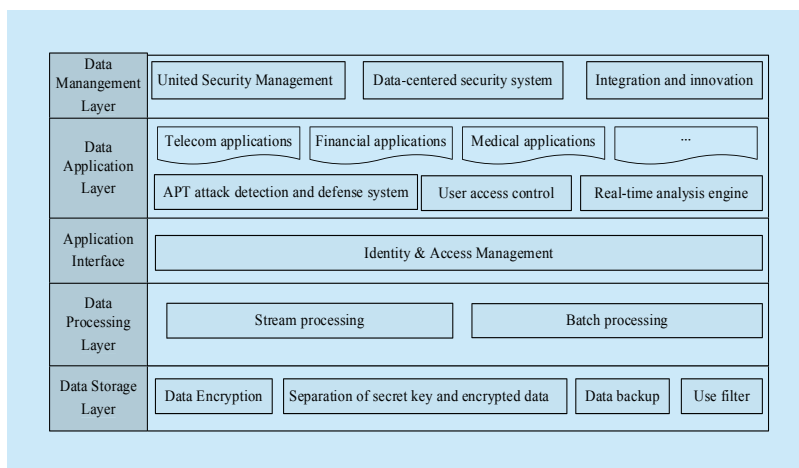 Data
Manangement
Layer
United Security Management
Data-centered security system
Integration and innovation
Data
Application
Layer
Telecom applications
Financial applications
Medical applications
...
APT attack detection and defense system
User access control
Real-time analysis engine
Application
Interface
Identity & Access Management
Data
Processing
Layer
Stream processing
Batch processing
Data Storage
Layer
Data Encryption
Separation of secret key and encrypted data
Data backup
Use filter